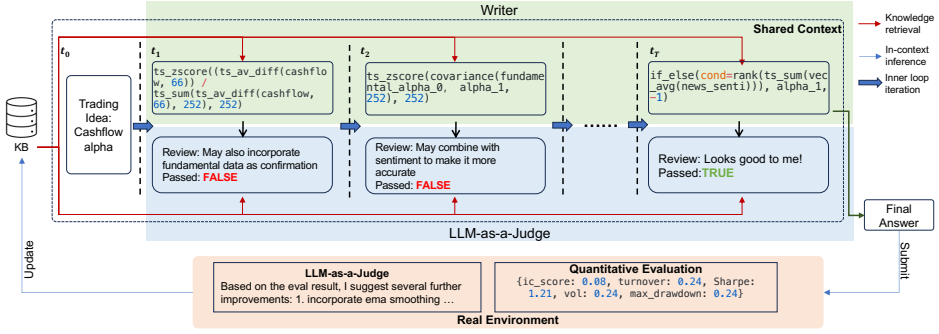 Writer
Shared Context
Knowledge
retrieval
In-context
inference
Inner loop
iteration
t0
t1
t2
tT
KB
Trading
Idea:
Cashflow
alpha
ts_zscore((ts_av_diff(cashflo
w, 66)) /
ts_sum(ts_av_diff(cashflow,
66), 252), 252)
ts_zscore(covariance(fundam
ental_alpha_0, alpha_1,
252), 252)
if_else(cond=rank(ts_sum(vec
_avg(news_senti))), alpha_1,
-1)
......
Review: May also incorporate
fundamental data as confirmation
Passed: FALSE
Review: May combine with
sentiment to make it more
accurate
Passed: FALSE
Review: Looks good to me!
Passed:TRUE
LLM-as-a-Judge
Final
Answer
Update
Submit
LLM-as-a-Judge
Based on the eval result, I suggest several further
improvements: 1. incorporate ema smoothing ...
Quantitative Evaluation
{ic_score: 0.08, turnover: 0.24, Sharpe:
1.21, vol: 0.24, max_drawdown: 0.24}
Real Environment